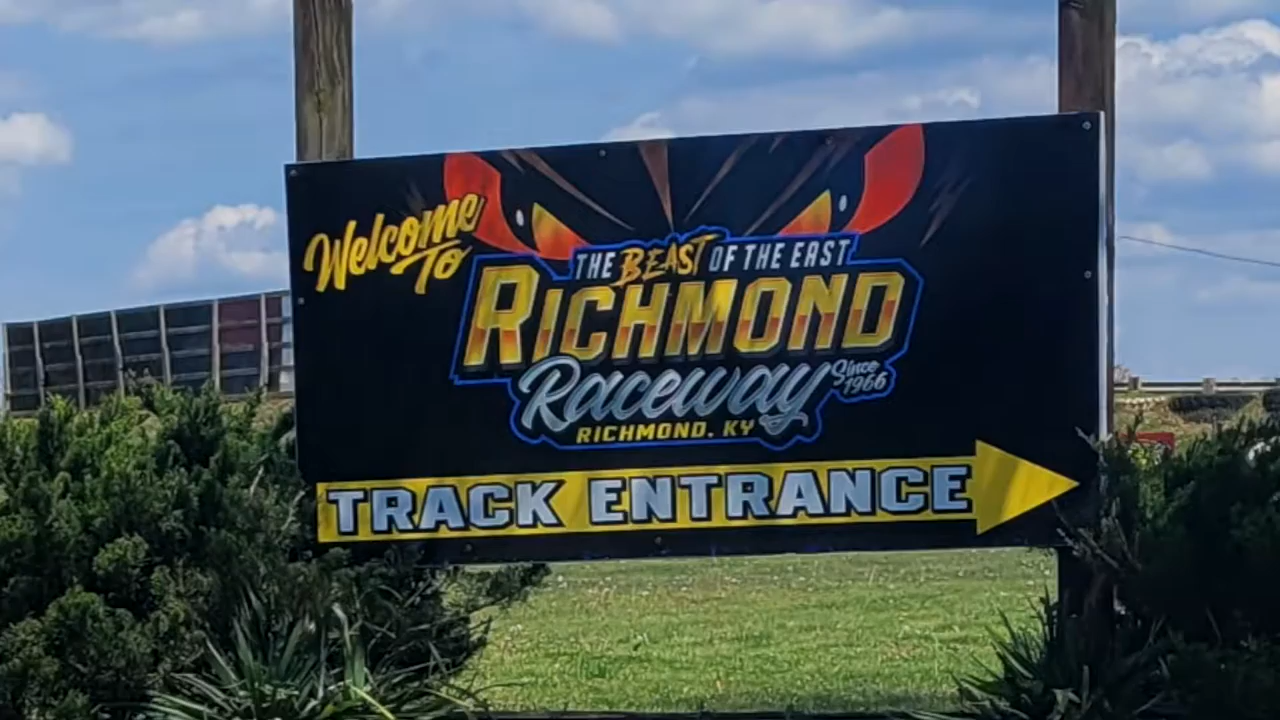 Welcome
To
THE BEAST OF THE EAST
RICHMOND
Raceway
Since
1966
RICHMOND. KY
TRACK ENTRANCE